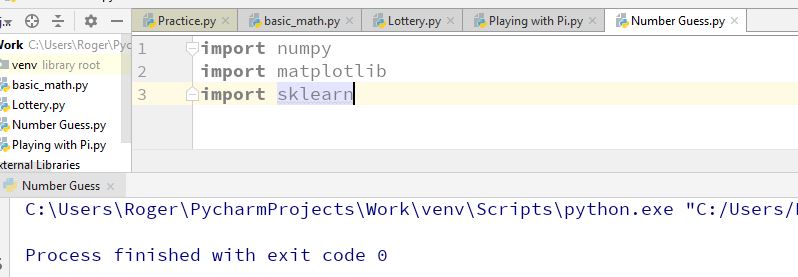 Practice.py basic_math.py Lottery.py Playing with Pi.py Number Guess.py
Work C:\Users\Roger\Pyc
venv library root
basic_math.py
Lottery.py
Number Guess.py
Playing with Pi.py
xternal Libraries
1 import numpy
2 import matplotlib
3 import sklearn
Number Guess
C:\Users\Roger\PycharmProjects\Work\venv\Scripts\python.exe "C:/Users/
Process finished with exit code 0